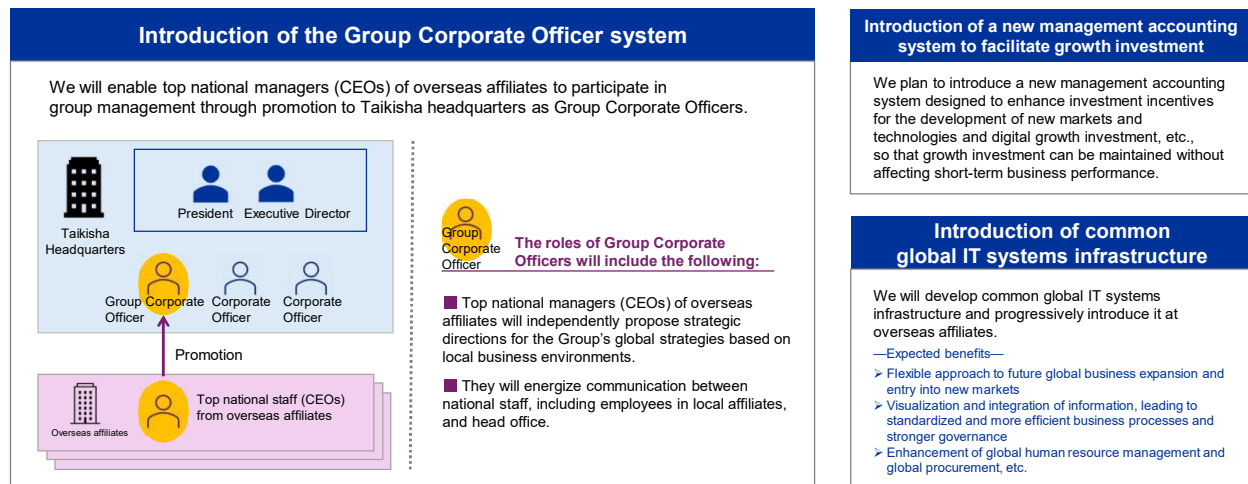 Introduction of the Group Corporate Officer system
We will enable top national managers (CEOs) of overseas affiliates to participate in
group management through promotion to Taikisha headquarters as Group Corporate Officers.
Taikisha
Headquarters
President
Executive Director
Group Corporate
Officer
Corporate
Officer
Corporate
Officer
Promotion
Overseas affiliates
Top national staff (CEOs)
from overseas affiliates
Group
Corporate
Officer
The roles of Group Corporate
Officers will include the following:
■ Top national managers (CEOs) of overseas
affiliates will independently propose strategic
directions for the Group's global strategies based on
local business environments.
■ They will energize communication between
national staff, including employees in local affiliates,
and head office.
Introduction of a new management accounting
system to facilitate growth investment
We plan to introduce a new management accounting
system designed to enhance investment incentives
for the development of new markets and
technologies and digital growth investment, etc.,
so that growth investment can be maintained without
affecting short-term business performance.
Introduction of common
global IT systems infrastructure
We will develop common global IT systems
infrastructure and progressively introduce it at
overseas affiliates.
—Expected benefits—
➢ Flexible approach to future global business expansion and
entry into new markets
➢ Visualization and integration of information, leading to
standardized and more efficient business processes and
stronger governance
➢ Enhancement of global human resource management and
global procurement, etc.